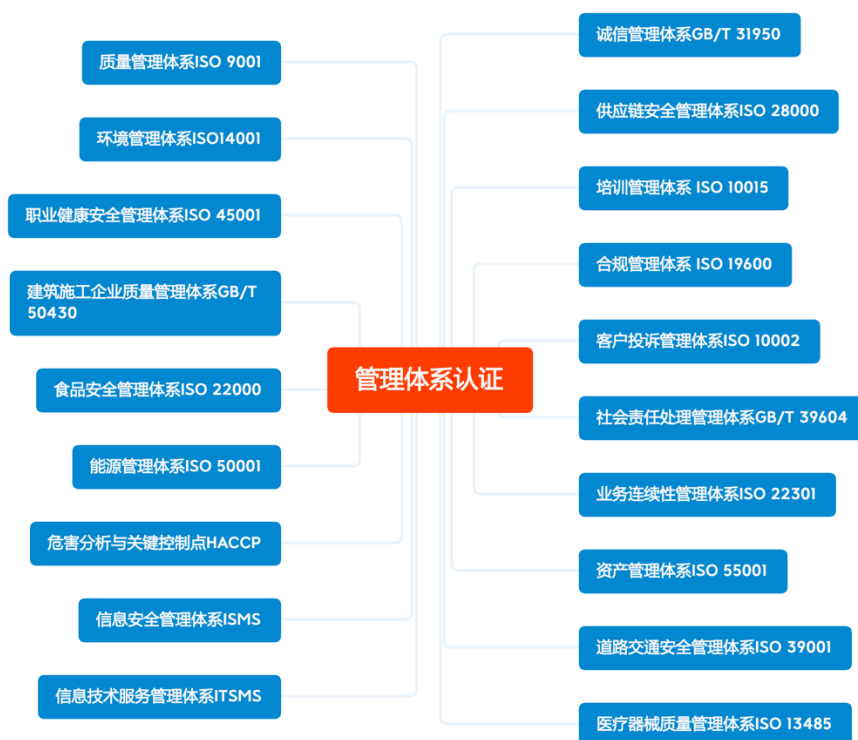 质量管理体系ISO 9001
环境管理体系ISO14001
职业健康安全管理体系ISO 45001
建筑施工企业质量管理体系GB/T
50430
食品安全管理体系ISO 22000
能源管理体系ISO 50001
危害分析与关键控制点HACCP
信息安全管理体系ISMS
信息技术服务管理体系ITSMS
管理体系认证
诚信管理体系GB/T 31950
供应链安全管理体系ISO 28000
培训管理体系 ISO 10015
合规管理体系 ISO 19600
客户投诉管理体系ISO 10002
社会责任处理管理体系GB/T 39604
业务连续性管理体系ISO 22301
资产管理体系ISO 55001
道路交通安全管理体系ISO 39001
医疗器械质量管理体系ISO 13485